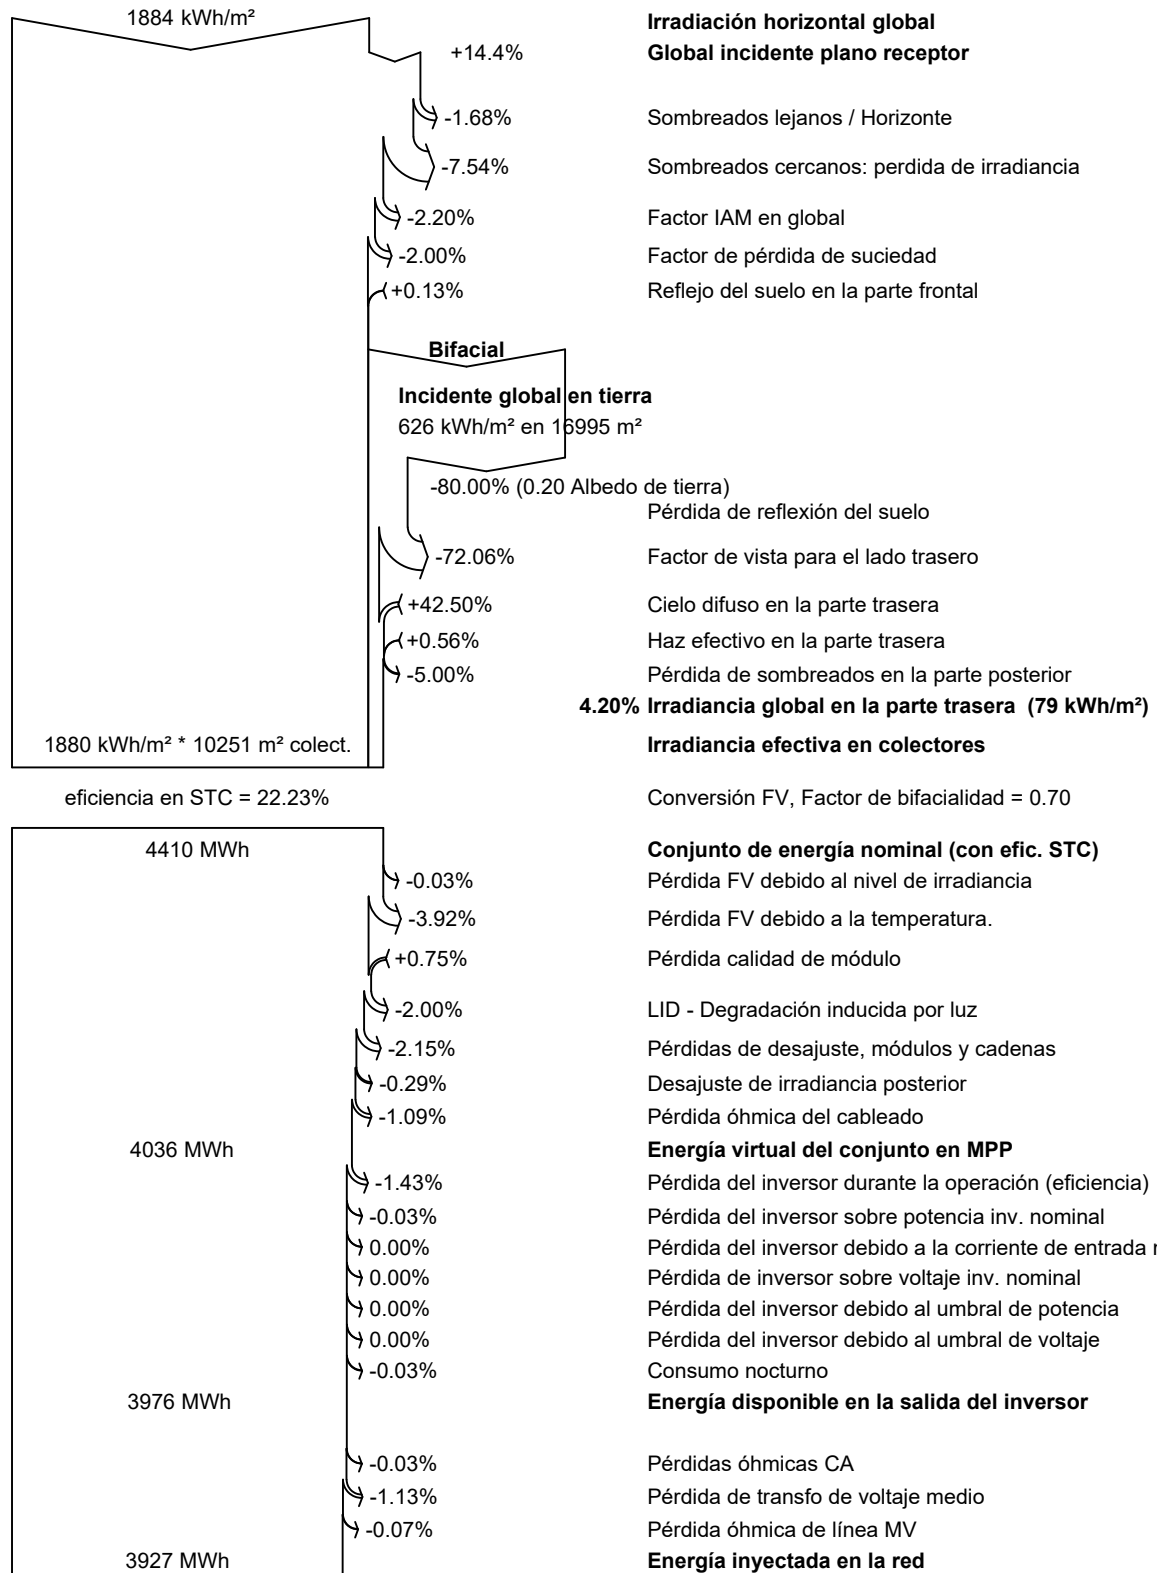 1884 kWh/m² Irradiación horizontal global
+14.4% Global incidente plano receptor
-1.68% Sombreados lejanos / Horizonte
-7.54% Sombreados cercanos: perdida de irradiancia
-2.20% Factor IAM en global
-2.00% Factor de pérdida de suciedad
+0.13% Reflejo del suelo en la parte frontal
Bifacial
Incidente global en tierra
626 kWh/m² en 16995 m²
-80.00% (0.20 Albedo de tierra)
Pérdida de reflexión del suelo
-72.06% Factor de vista para el lado trasero
+42.50% Cielo difuso en la parte trasera
+0.56% Haz efectivo en la parte trasera
-5.00% Pérdida de sombreados en la parte posterior
4.20% Irradiancia global en la parte trasera (79 kWh/m²)
1880 kWh/m² * 10251 m² colect. Irradiancia efectiva en colectores
eficiencia en STC = 22.23% Conversión FV, Factor de bifacialidad = 0.70
4410 MWh Conjunto de energía nominal (con efic. STC)
-0.03% Pérdida FV debido al nivel de irradiancia
-3.92% Pérdida FV debido a la temperatura.
+0.75% Pérdida calidad de módulo
-2.00% LID - Degradación inducida por luz
-2.15% Pérdidas de desajuste, módulos y cadenas
-0.29% Desajuste de irradiancia posterior
-1.09% Pérdida óhmica del cableado
4036 MWh Energía virtual del conjunto en MPP
-1.43% Pérdida del inversor durante la operación (eficiencia)
-0.03% Pérdida del inversor sobre potencia inv. nominal
0.00% Pérdida del inversor debido a la corriente de entrada
0.00% Pérdida de inversor sobre voltaje inv. nominal
0.00% Pérdida del inversor debido al umbral de potencia
0.00% Pérdida del inversor debido al umbral de voltaje
-0.03% Consumo nocturno
3976 MWh Energía disponible en la salida del inversor
-0.03% Pérdidas óhmicas CA
-1.13% Pérdida de transfo de voltaje medio
-0.07% Pérdida óhmica de línea MV
3927 MWh Energía inyectada en la red